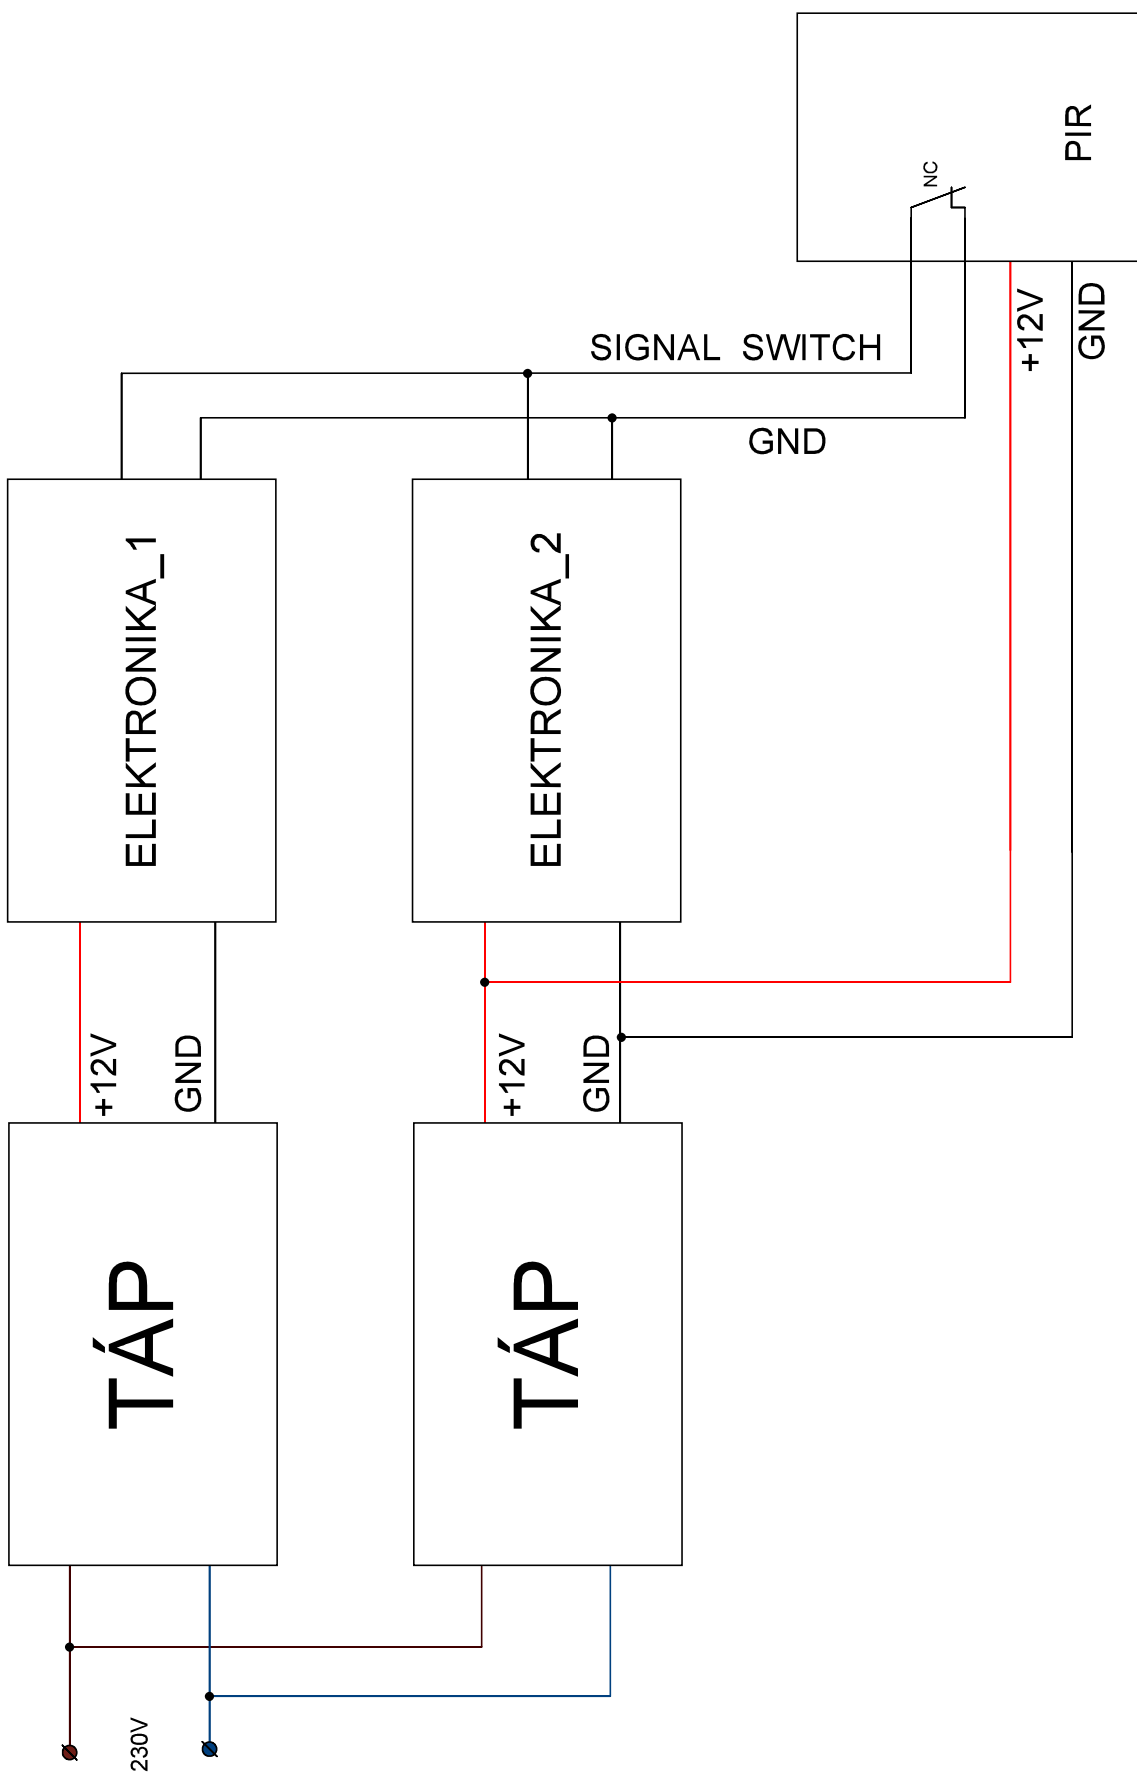 PIR
NC
+12V
GND
SIGNAL SWITCH
GND
ELEKTRONIKA_1
ELEKTRONIKA_2
+12V
GND
+12V
GND
TÁP
TÁP
230V